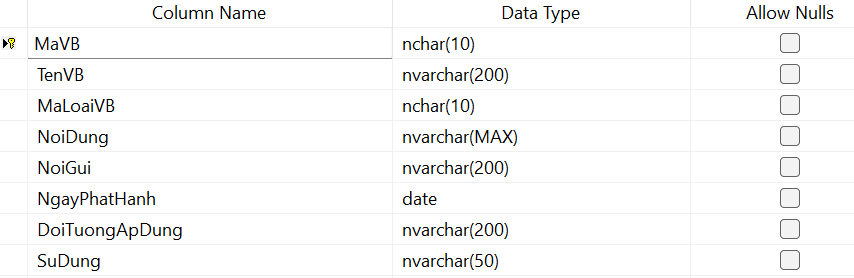 Column Name Data Type Allow Nulls
MaVB nchar(10)
TenVB nvarchar(200)
MaLoaiVB nchar(10)
NoiDung nvarchar(MAX)
NoiGui nvarchar(200)
NgayPhatHanh date
DoiTuongApDung nvarchar(200)
SuDung nvarchar(50)